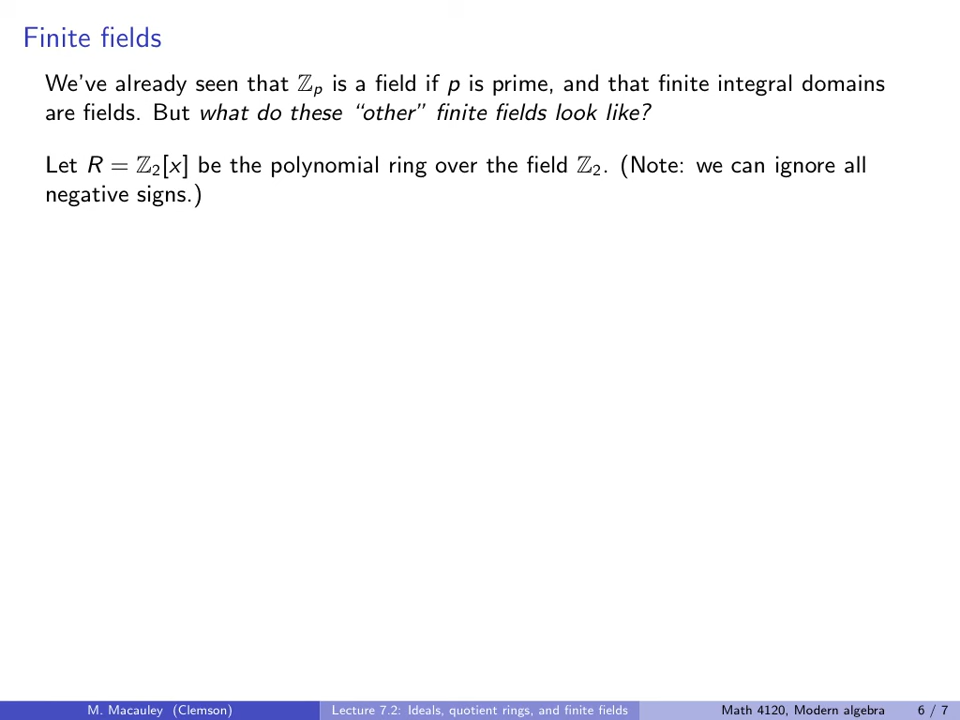 Finite fields
We've already seen that ℤₚ is a field if p is prime, and that finite integral domains
are fields. But what do these “other” finite fields look like?
Let R = ℤ₂[x] be the polynomial ring over the field ℤ₂. (Note: we can ignore all
negative signs.)
M. Macauley (Clemson) Lecture 7.2: Ideals, quotient rings, and finite fields Math 4120, Modern algebra 6 / 7